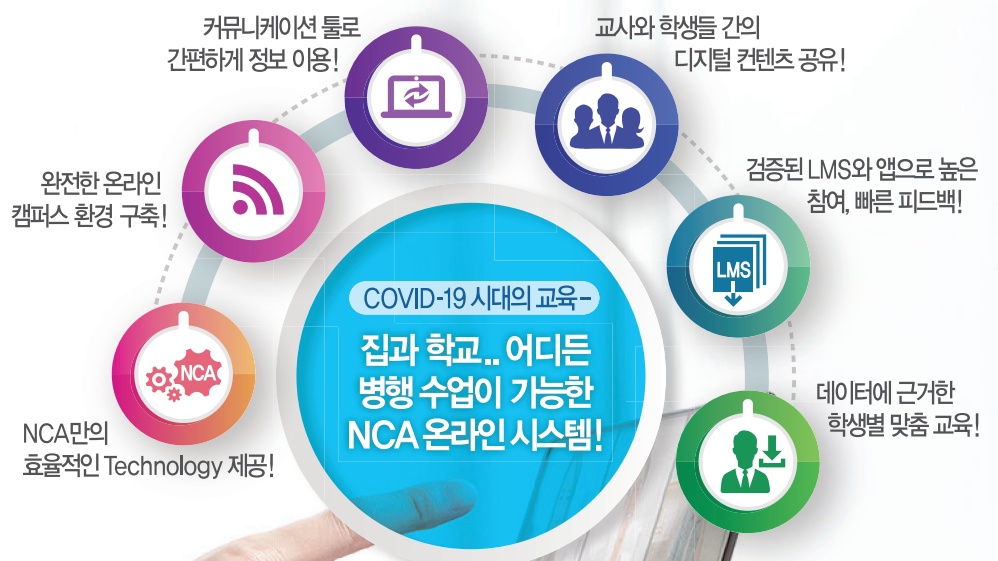 커뮤니케이션 툴로
간편하게 정보 이용!
교사와 학생들 간의
디지털 컨텐츠 공유!
완전한 온라인
캠퍼스 환경 구축!
검증된 LMS와 앱으로 높은
참여, 빠른 피드백!
LMS
COVID-19 시대의 교육-
집과 학교.. 어디든
병행 수업이 가능한
NCA 온라인 시스템!
NCA
NCA만의
효율적인 Technology 제공!
데이터에 근거한
학생별 맞춤 교육!